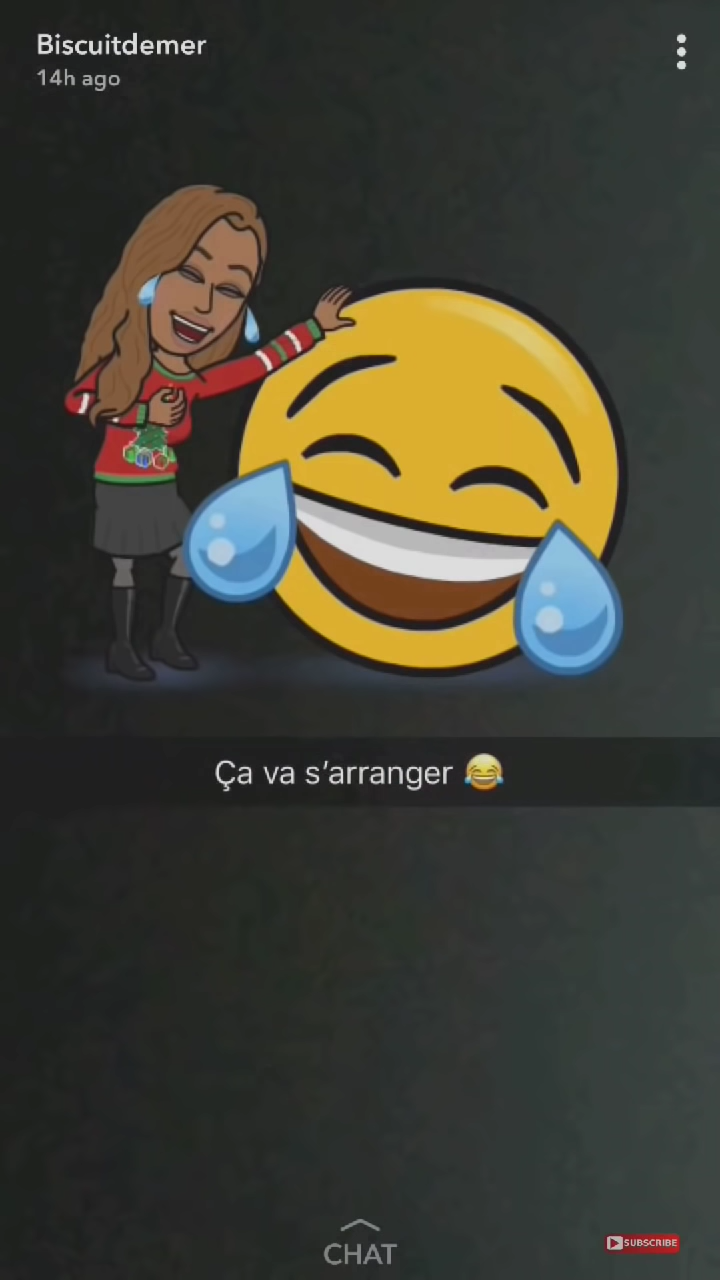 Biscuitdemer
14h ago
Ça va s’arranger 😂
CHAT
SUBSCRIBE